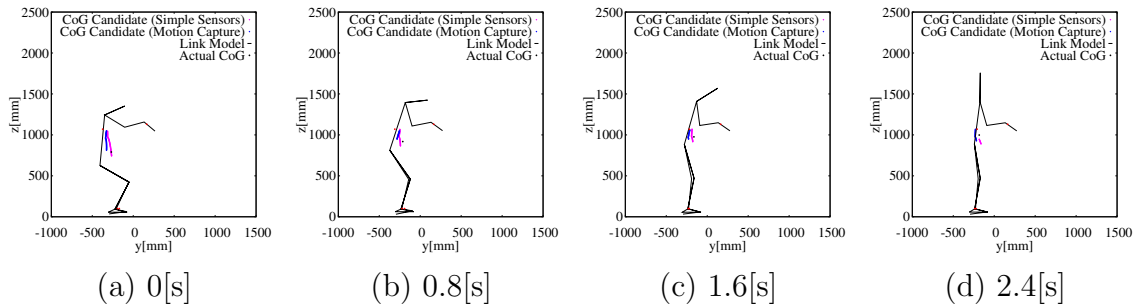 CoG Candidate (Simple Sensors)
CoG Candidate (Motion Capture)
Link Model
Actual CoG
2500
2000
1500
1000
500
0
z[mm]
-1000 -500 0 500 1000 1500
y[mm]
(a) 0[s]
CoG Candidate (Simple Sensors)
CoG Candidate (Motion Capture)
Link Model
Actual CoG
2500
2000
1500
1000
500
0
z[mm]
-1000 -500 0 500 1000 1500
y[mm]
(b) 0.8[s]
CoG Candidate (Simple Sensors)
CoG Candidate (Motion Capture)
Link Model
Actual CoG
2500
2000
1500
1000
500
0
z[mm]
-1000 -500 0 500 1000 1500
y[mm]
(c) 1.6[s]
CoG Candidate (Simple Sensors)
CoG Candidate (Motion Capture)
Link Model
Actual CoG
2500
2000
1500
1000
500
0
z[mm]
-1000 -500 0 500 1000 1500
y[mm]
(d) 2.4[s]